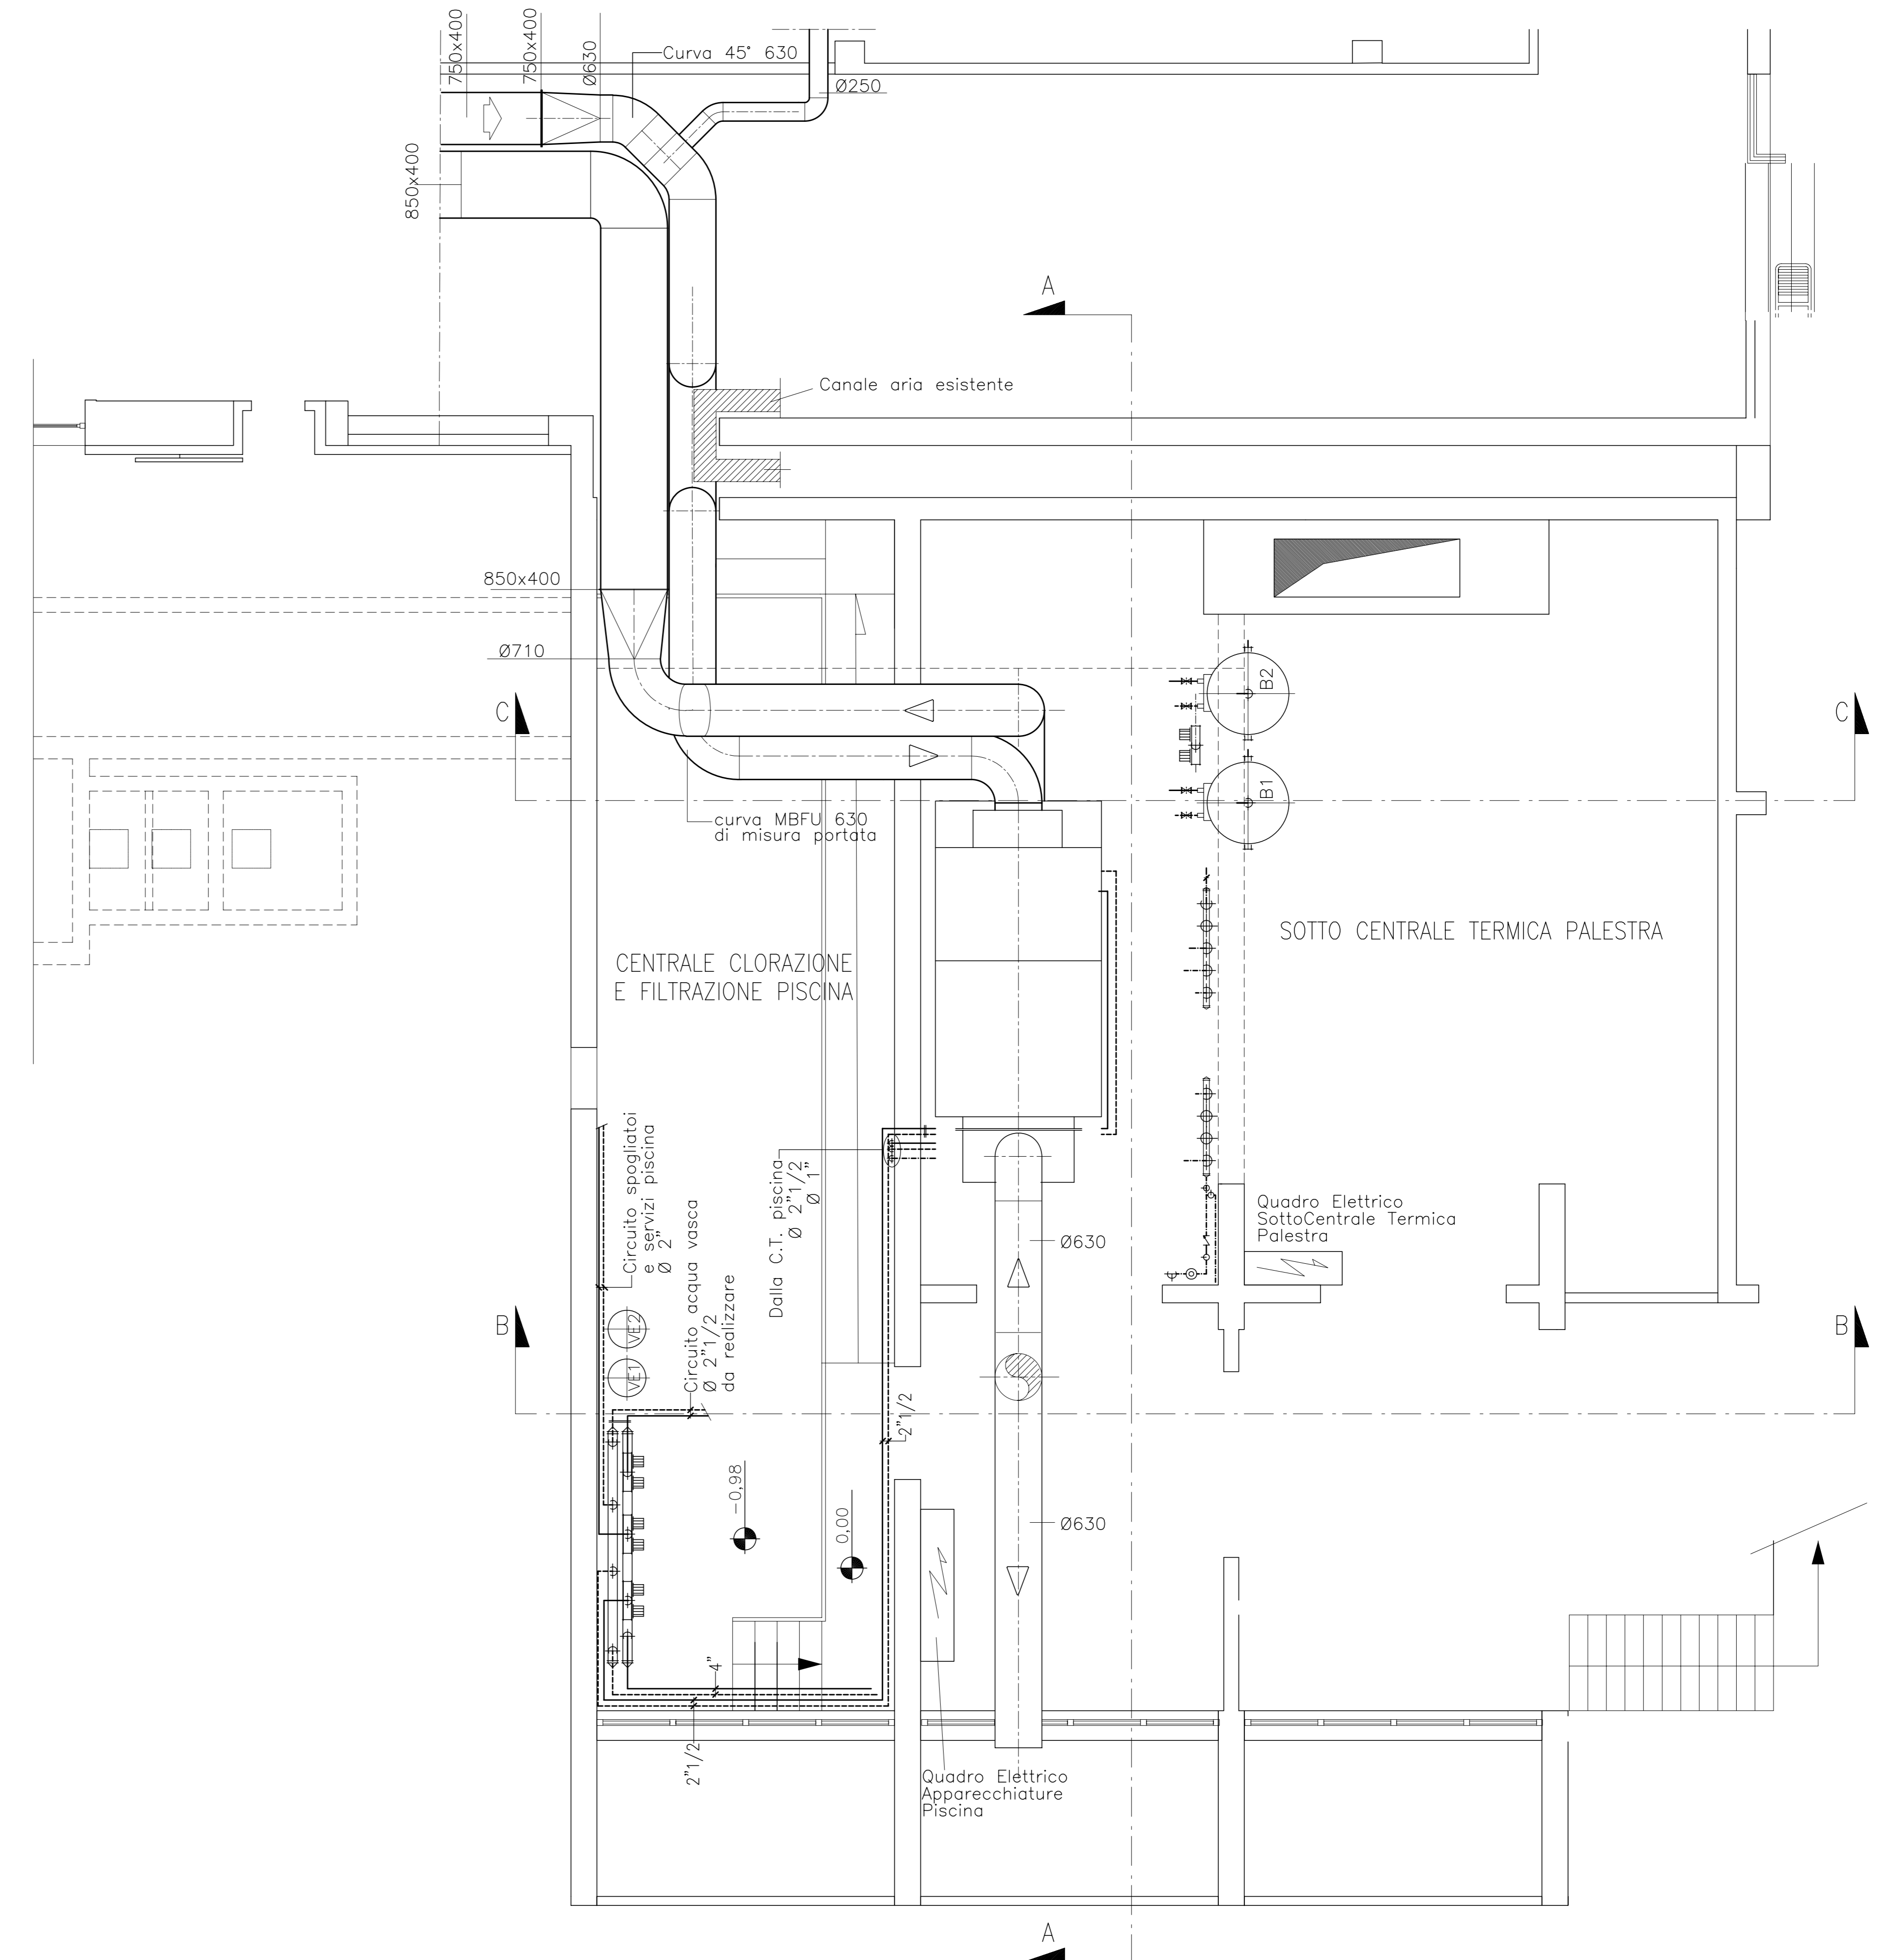 750x400
750x400
Ø630
Curva 45° 630
Ø250
850x400
A
Canale aria esistente
850x400
Ø710
C
C
B2
B1
curva MBFU 630
di misura portata
SOTTO CENTRALE TERMICA PALESTRA
CENTRALE CLORAZIONE
E FILTRAZIONE PISCINA
Circuito spogliatoi
e servizi piscina
Ø 2"
Circuito acqua vasca
Ø 2"1/2
da realizzare
Dalla C.T. piscina
Ø 2"1/2
Ø 1"
Quadro Elettrico
SottoCentrale Termica
Palestra
Ø630
B
B
VE2
VE1
2"1/2
-0,98
0,00
Ø630
4"
2"1/2
Quadro Elettrico
Apparecchiature
Piscina
A